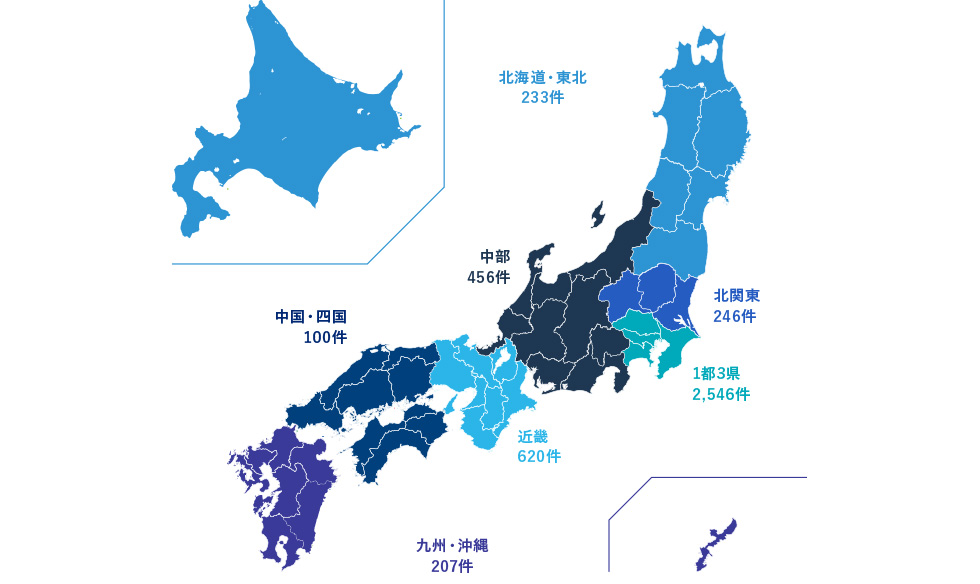 北海道・東北
233件
中部
456件
北関東
246件
中国・四国
100件
1都3県
2,546件
近畿
620件
九州・沖縄
207件